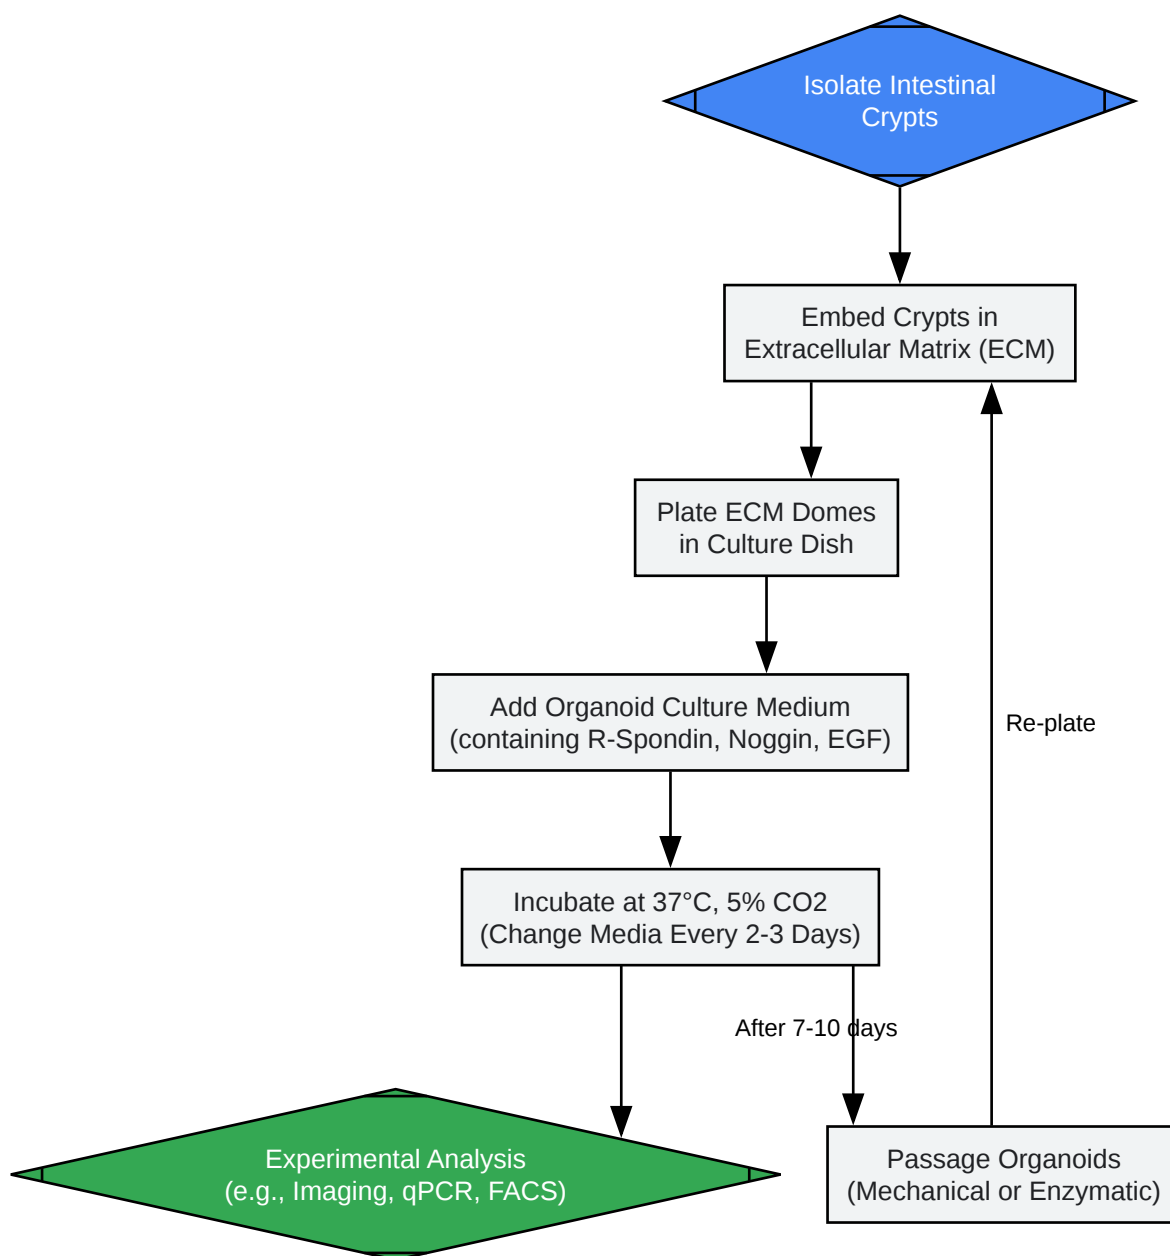 Isolate Intestinal
Crypts
Embed Crypts in
Extracellular Matrix (ECM)
Plate ECM Domes
in Culture Dish
Add Organoid Culture Medium
(containing R-Spondin, Noggin, EGF)
Re-plate
Incubate at 37°C, 5% CO2
(Change Media Every 2-3 Days)
After 7-10 days
Experimental Analysis
(e.g., Imaging, qPCR, FACS)
Passage Organoids
(Mechanical or Enzymatic)